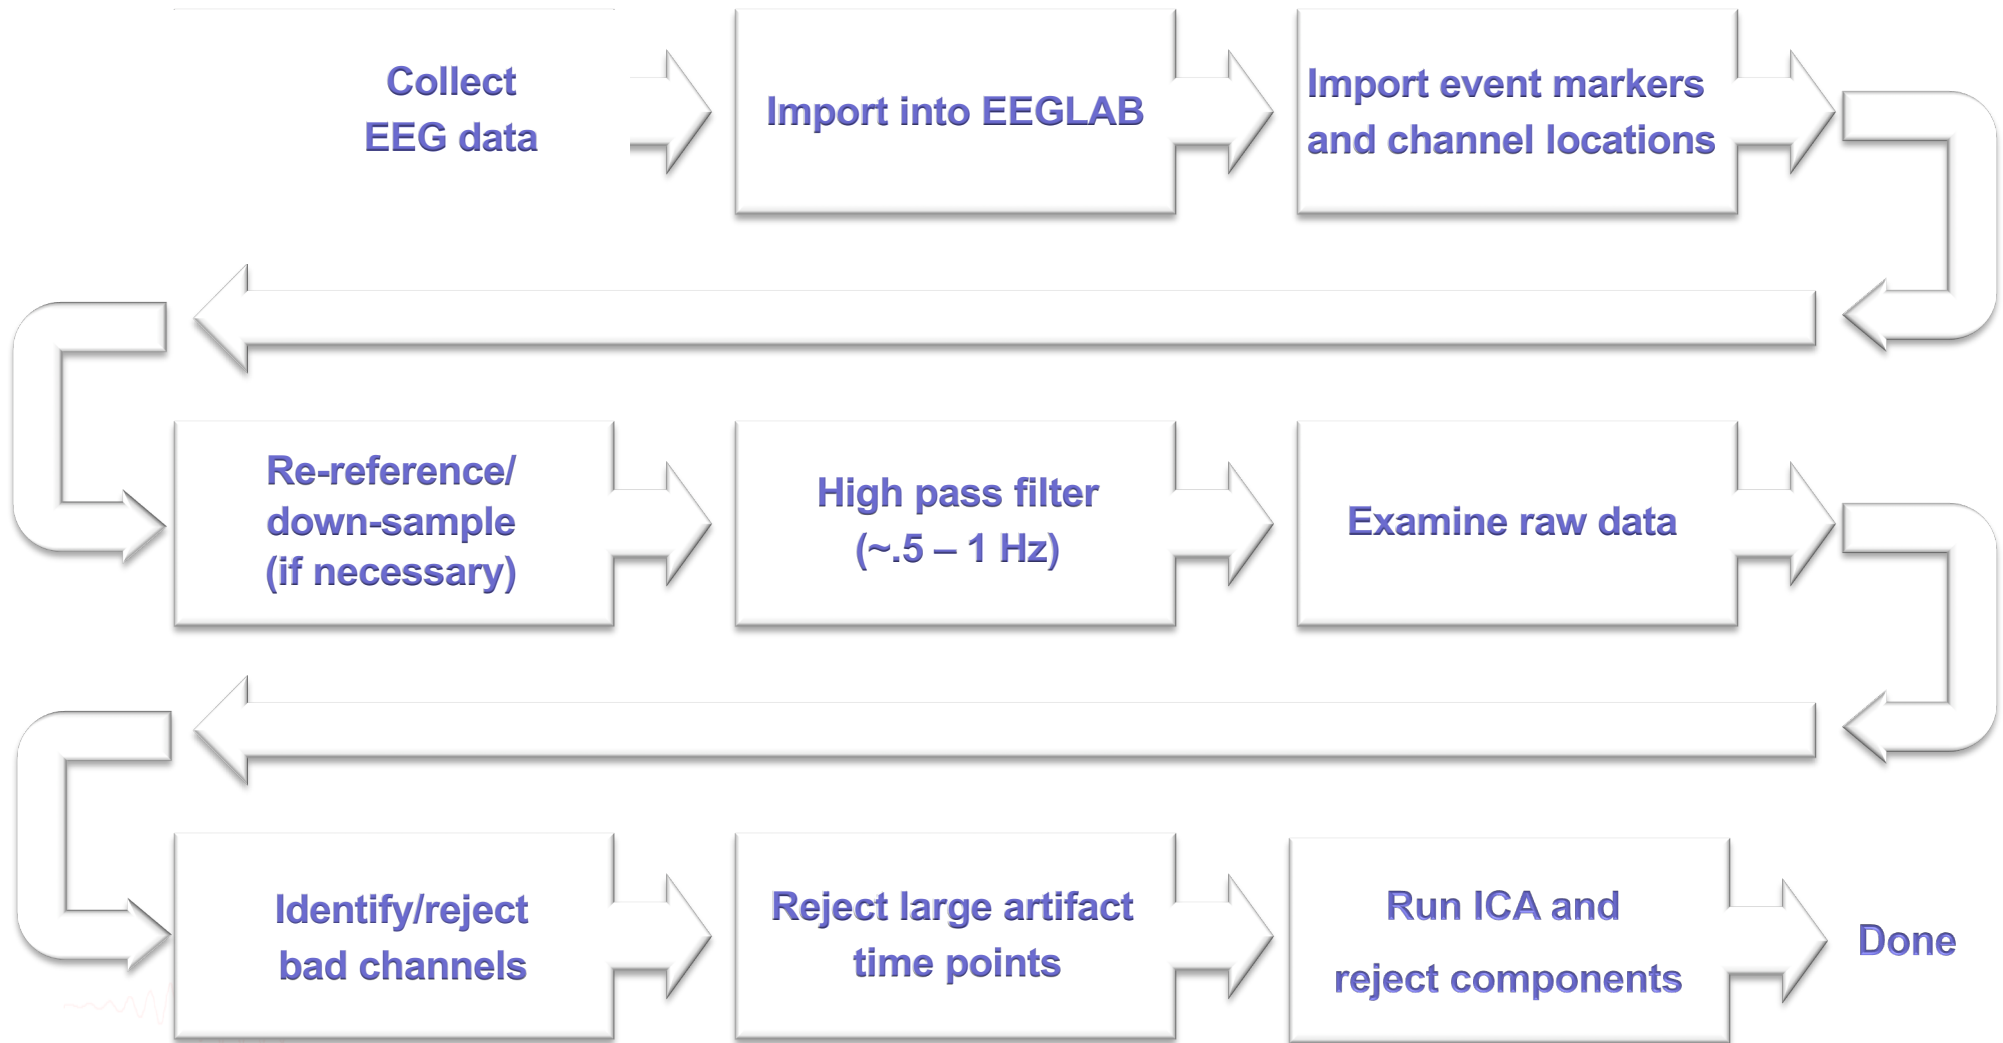 Collect
EEG data
Import into EEGLAB
Import event markers
and channel locations
Re-reference/
down-sample
(if necessary)
High pass filter
(~.5 – 1 Hz)
Examine raw data
Identify/reject
bad channels
Reject large artifact
time points
Run ICA and
reject components
Done